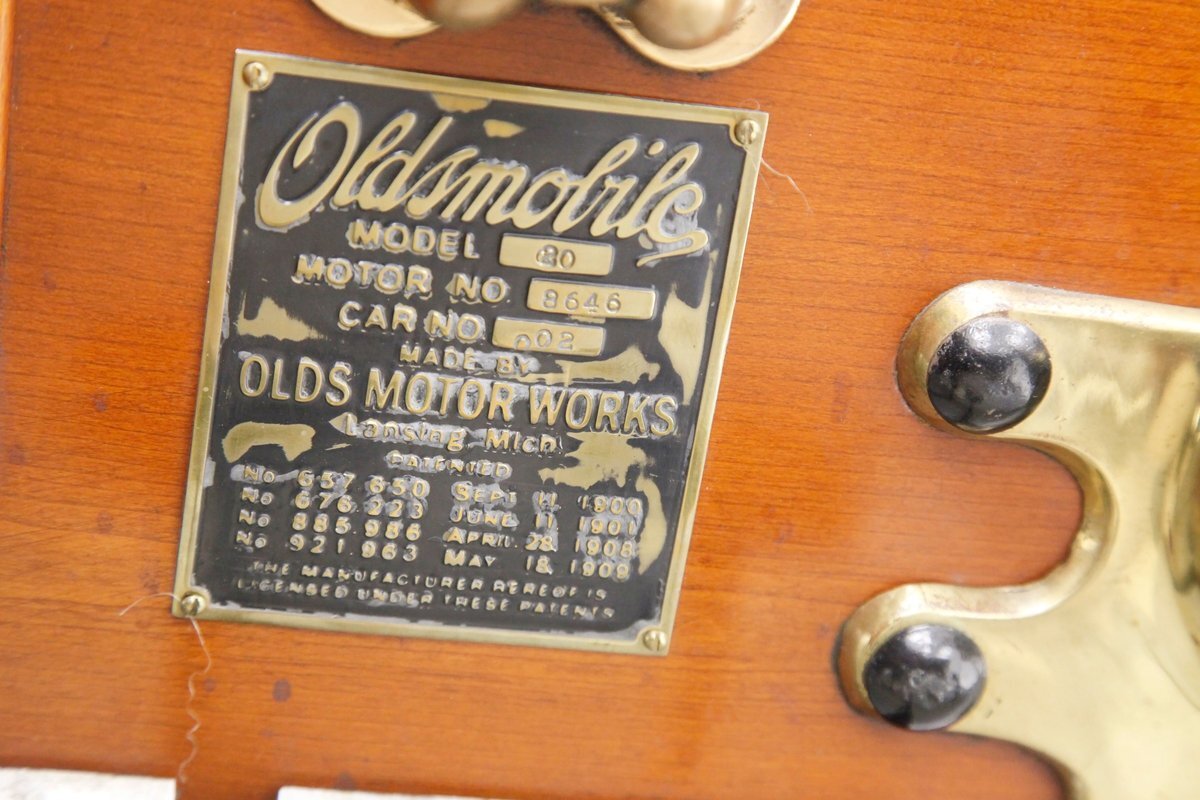 Oldsmobile
MODEL 80
MOTOR NO 8646
CAR NO 002
MADE BY
OLDS MOTOR WORKS
Lansing Mich.
PATENTED
No 657.650 SEPT 11. 1900
No 676.223 JUNE 11. 1901
No 885.986 APRIL 28. 1908
No 921.963 MAY 18. 1909
THE MANUFACTURER HEREOF IS
LICENSED UNDER THESE PATENTS